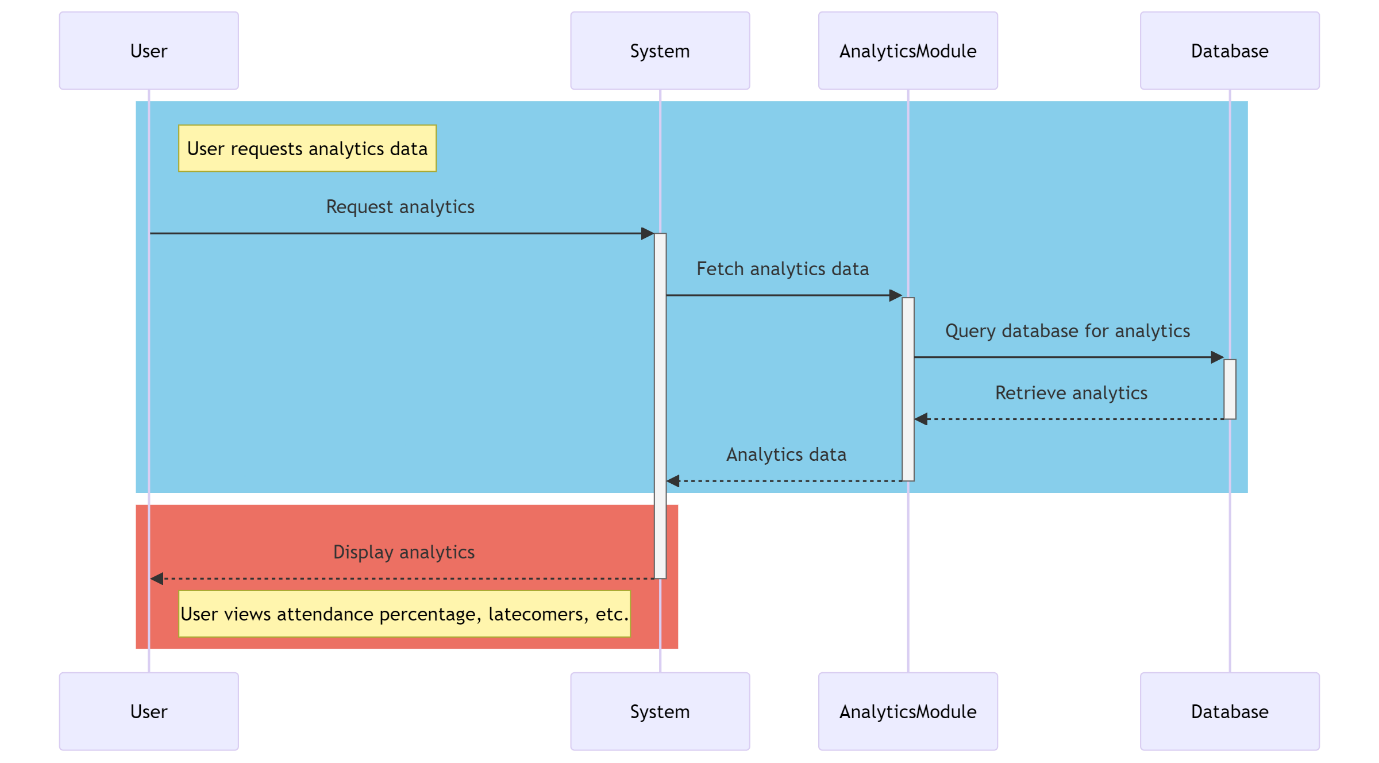 User
System
AnalyticsModule
Database
User requests analytics data
Request analytics
Fetch analytics data
Query database for analytics
Retrieve analytics
Analytics data
Display analytics
User views attendance percentage, latecomers, etc.
User
System
AnalyticsModule
Database